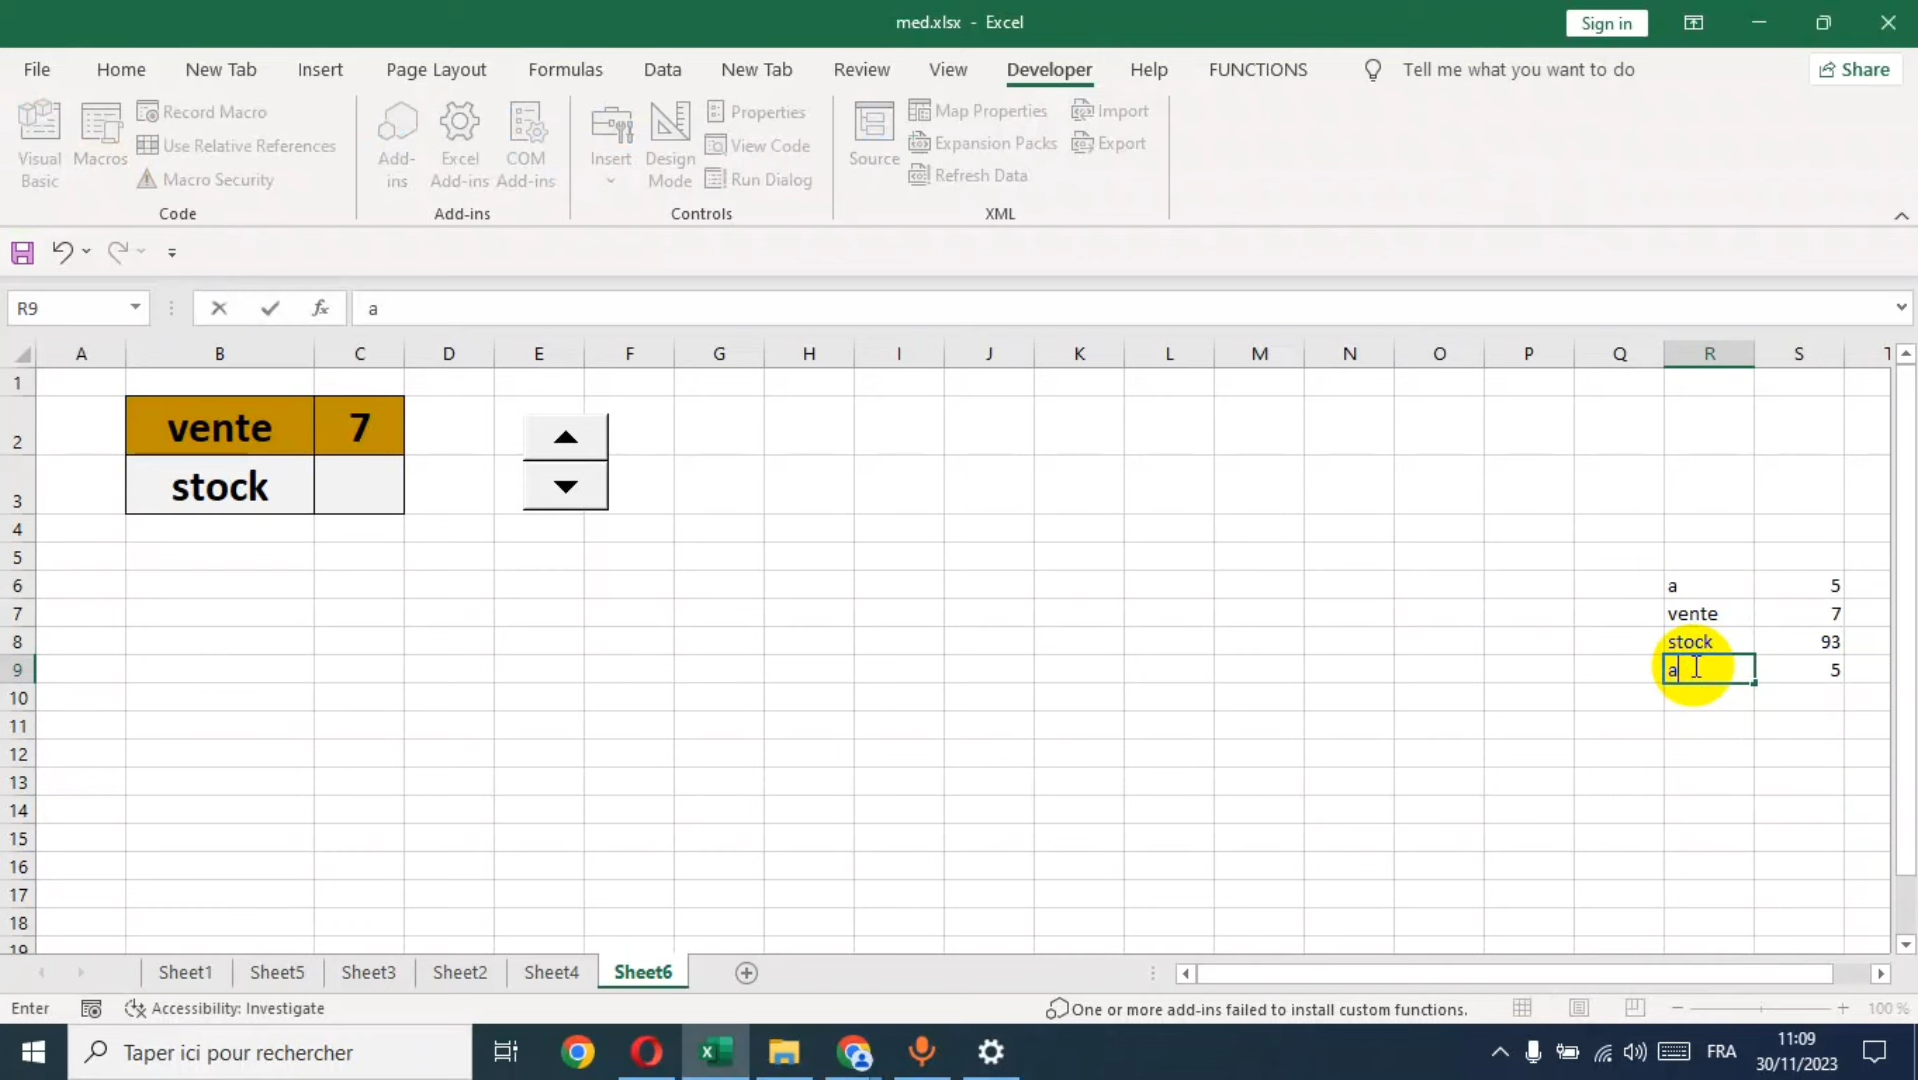 med.xlsx - Excel
Sign in
File Home New Tab Insert Page Layout Formulas Data New Tab Review View Developer Help FUNCTIONS Tell me what you want to do Share
Visual Basic
Macros
Record Macro
Use Relative References
Macro Security
Code
Add-ins
Excel Add-ins
COM Add-ins
Add-ins
Insert
Design Mode
Properties
View Code
Run Dialog
Controls
Source
Map Properties
Expansion Packs
Refresh Data
Import
Export
XML
R9 fx a
A B C D E F G H I J K L M N O P Q R S T
1
2 vente 7
3 stock
4
5
6 a 5
7 vente 7
8 stock 93
9 a 5
10
11
12
13
14
15
16
17
18
19
Sheet1 Sheet5 Sheet3 Sheet2 Sheet4 Sheet6
Enter Accessibility: Investigate One or more add-ins failed to install custom functions. 100 %
Taper ici pour rechercher FRA 11:09
30/11/2023